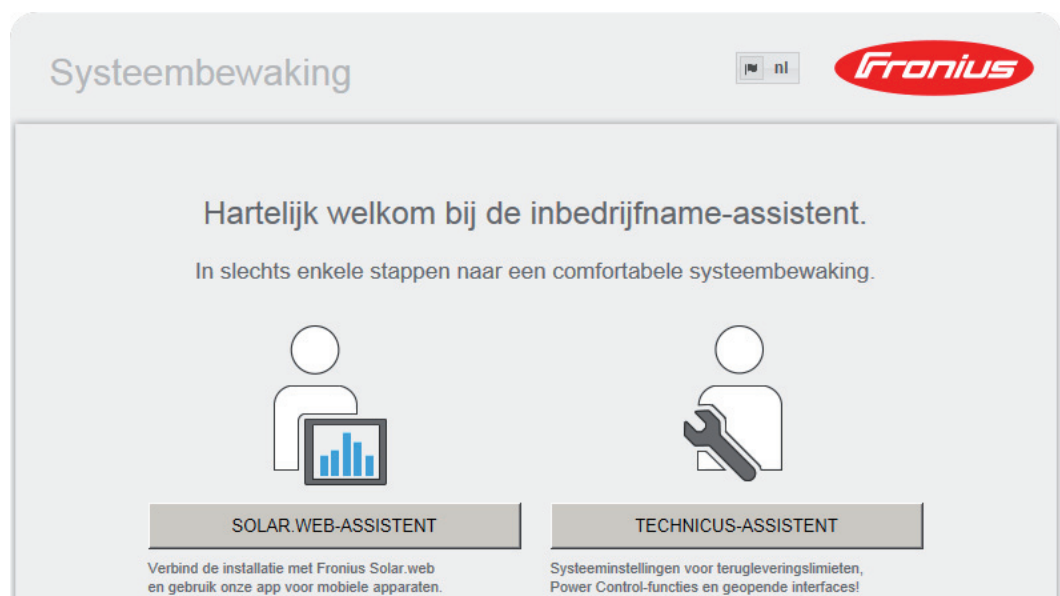 Systeembewaking
nl
Fronius
Hartelijk welkom bij de inbedrijfname-assistent.
In slechts enkele stappen naar een comfortabele systeembewaking.
SOLAR.WEB-ASSISTENT
Verbind de installatie met Fronius Solar.web
en gebruik onze app voor mobiele apparaten.
TECHNICUS-ASSISTENT
Systeeminstellingen voor terugleveringslimieten,
Power Control-functies en geopende interfaces!